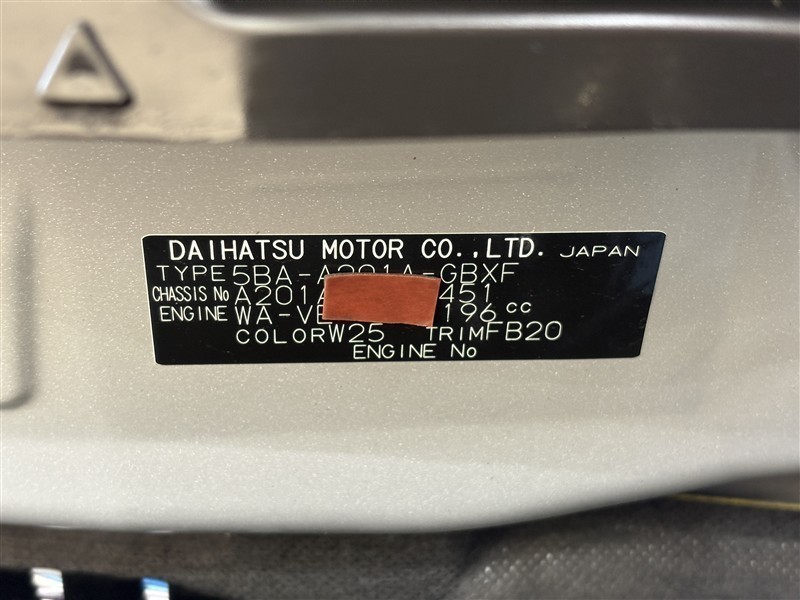 DAIHATSU MOTOR CO.,LTD. JAPAN
TYPE 5BA-A201A-GBXF
CHASSIS No A201A 451
ENGINE WA-VE 196 cc
COLOR W25 TRIM FB20
ENGINE No